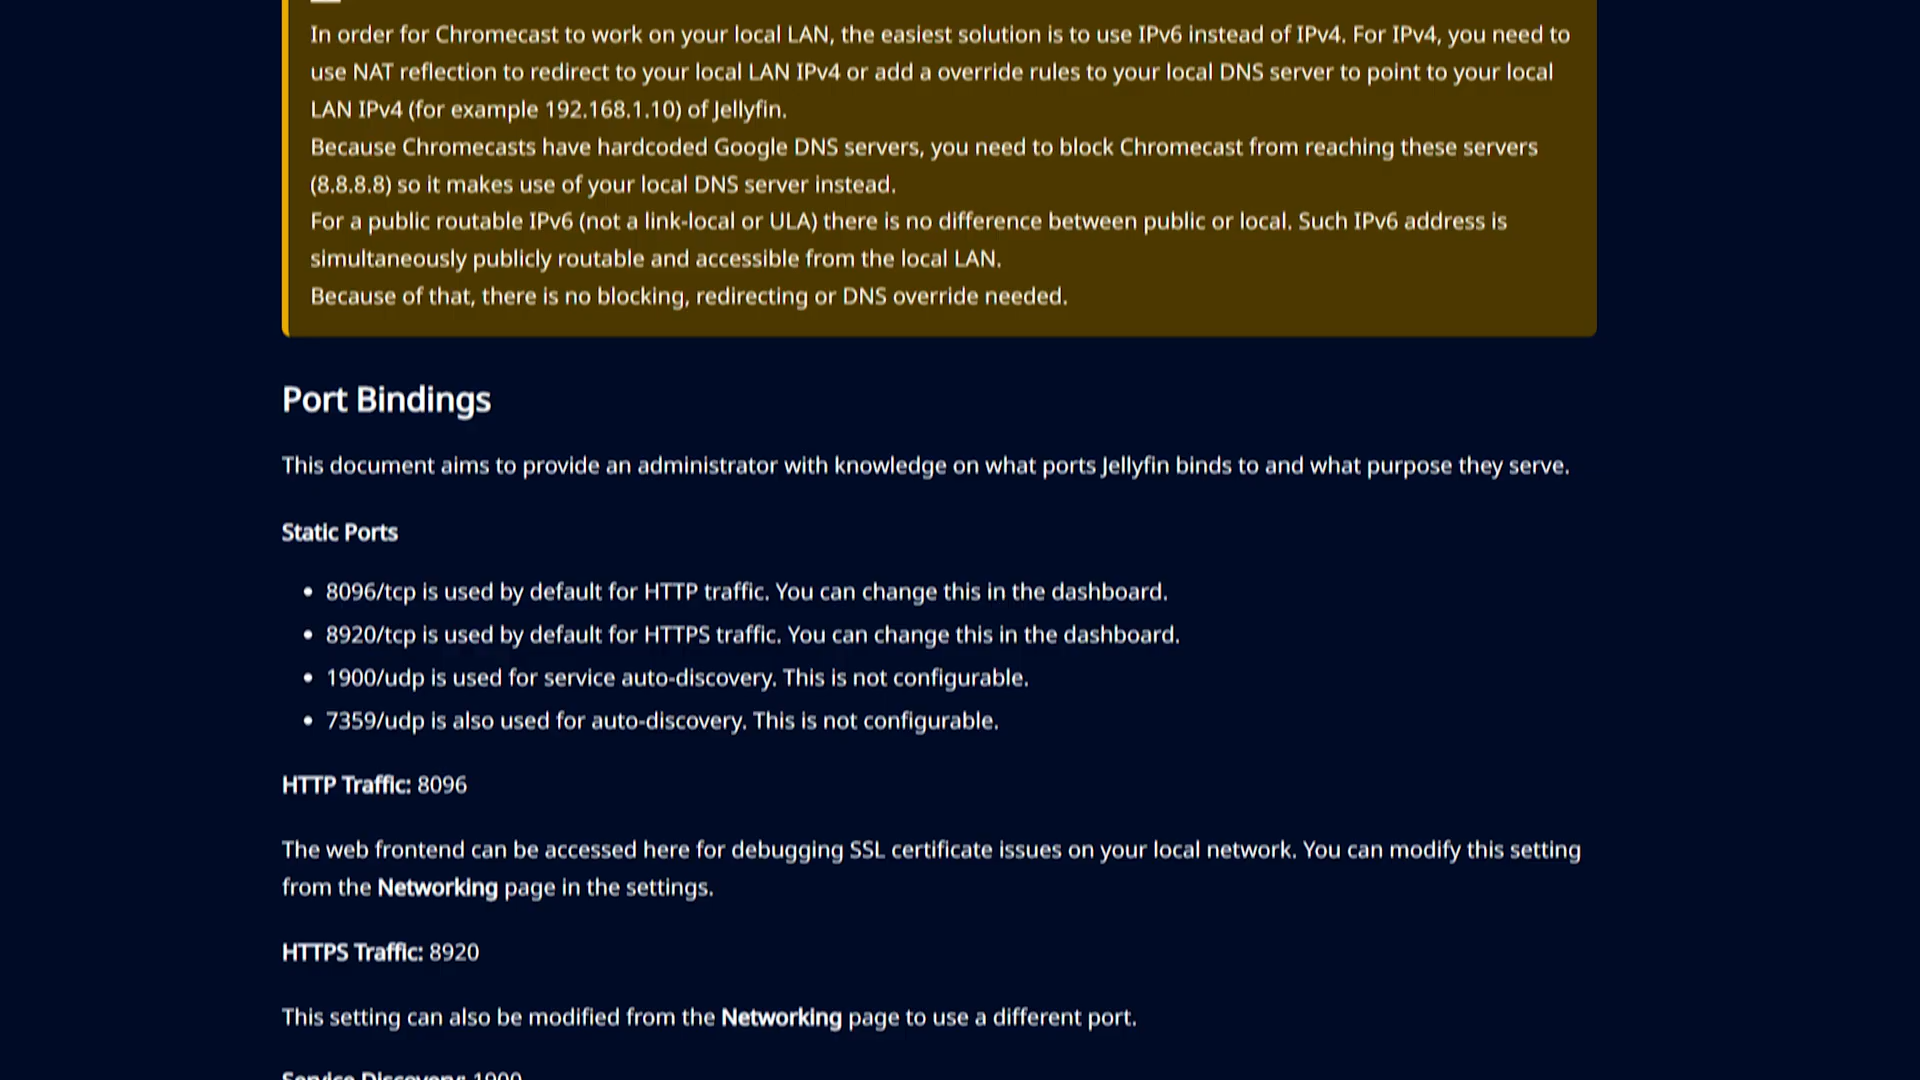 In order for Chromecast to work on your local LAN, the easiest solution is to use IPv6 instead of IPv4. For IPv4, you need to
use NAT reflection to redirect to your local LAN IPv4 or add a override rules to your local DNS server to point to your local
LAN IPv4 (for example 192.168.1.10) of Jellyfin.
Because Chromecasts have hardcoded Google DNS servers, you need to block Chromecast from reaching these servers
(8.8.8.8) so it makes use of your local DNS server instead.
For a public routable IPv6 (not a link-local or ULA) there is no difference between public or local. Such IPv6 address is
simultaneously publicly routable and accessible from the local LAN.
Because of that, there is no blocking, redirecting or DNS override needed.
Port Bindings
This document aims to provide an administrator with knowledge on what ports Jellyfin binds to and what purpose they serve.
Static Ports
• 8096/tcp is used by default for HTTP traffic. You can change this in the dashboard.
• 8920/tcp is used by default for HTTPS traffic. You can change this in the dashboard.
• 1900/udp is used for service auto-discovery. This is not configurable.
• 7359/udp is also used for auto-discovery. This is not configurable.
HTTP Traffic: 8096
The web frontend can be accessed here for debugging SSL certificate issues on your local network. You can modify this setting
from the Networking page in the settings.
HTTPS Traffic: 8920
This setting can also be modified from the Networking page to use a different port.
Service Discovery: 1900